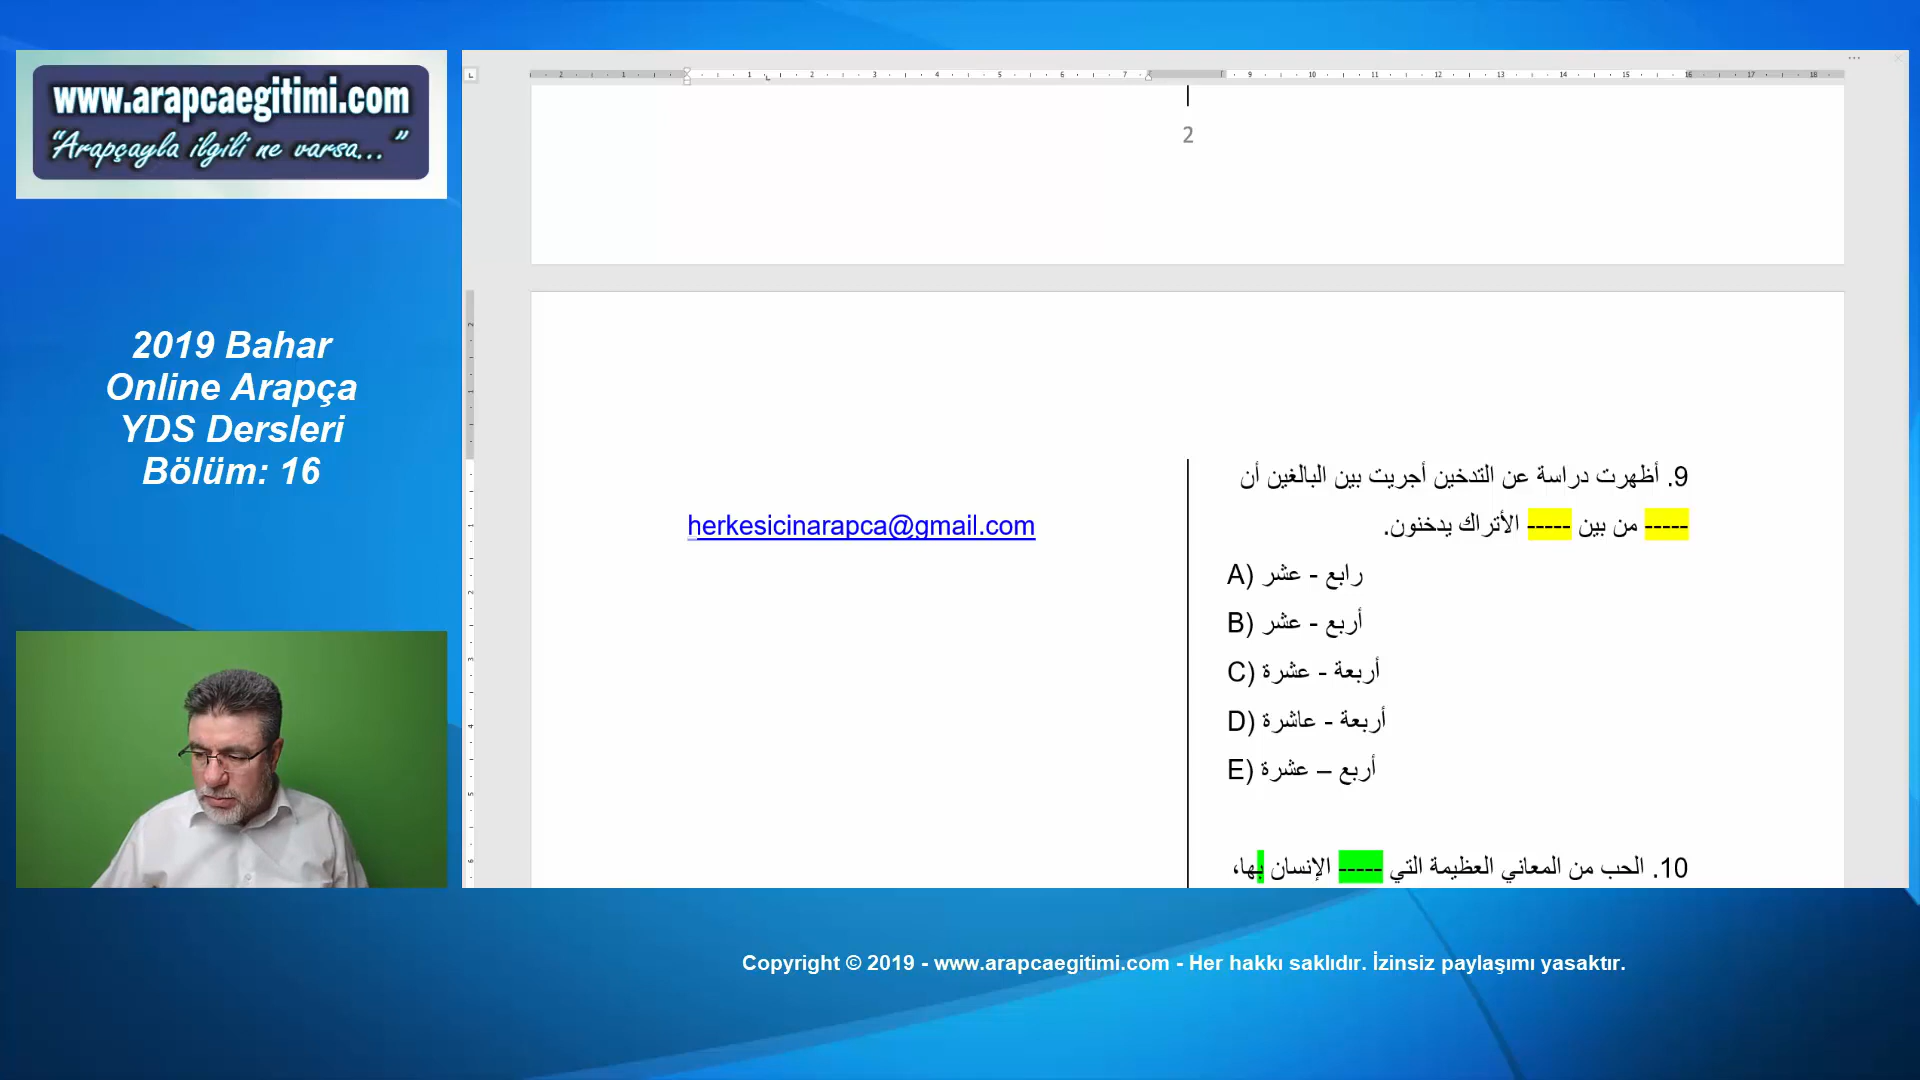 www.arapcaegitimi.com
“Arapçayla ilgili ne varsa...”
2019 Bahar
Online Arapça
YDS Dersleri
Bölüm: 16
2
herkesicinarapca@gmail.com
9. أظهرت دراسة عن التدخين أجريت بين البالغين أن
----- من بين ----- الأتراك يدخنون.
A) رابع - عشر
B) أربع - عشر
C) أربعة - عشرة
D) أربعة - عاشرة
E) أربع – عشرة
10. الحب من المعاني العظيمة التي ----- الإنسان بها،
Copyright © 2019 - www.arapcaegitimi.com - Her hakkı saklıdır. İzinsiz paylaşımı yasaktır.